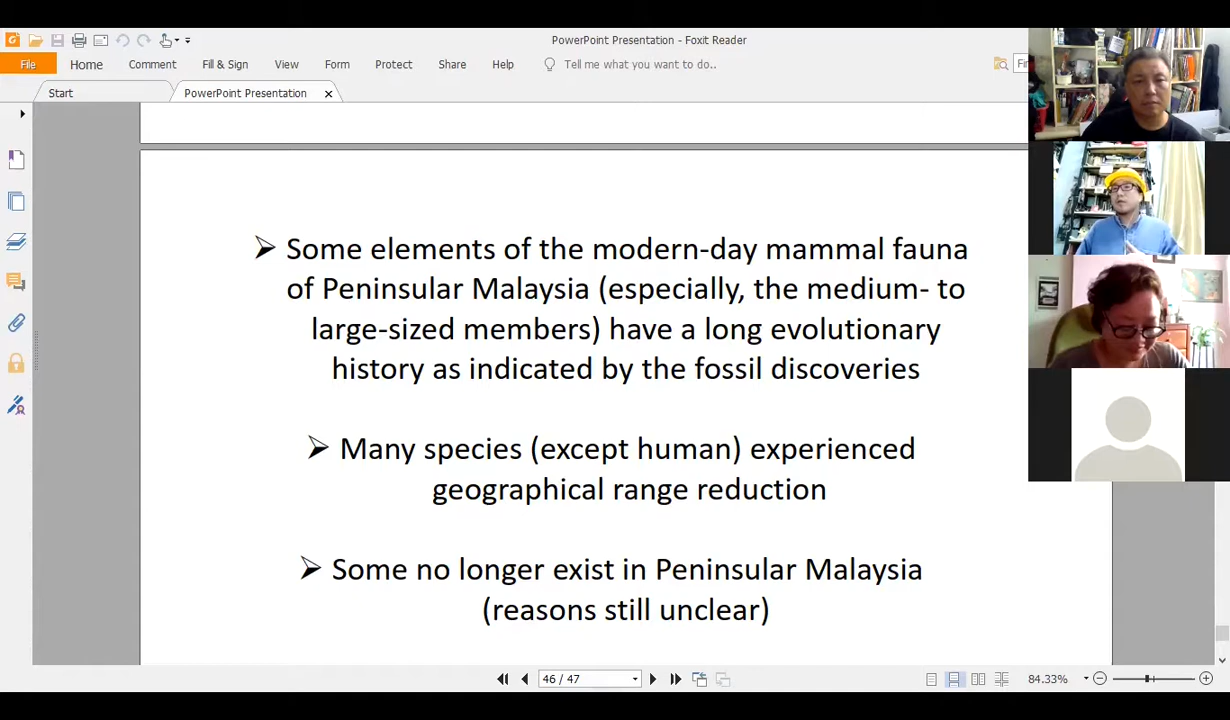 PowerPoint Presentation - Foxit Reader
File Home Comment Fill & Sign View Form Protect Share Help Tell me what you want to do.. Fi
Start PowerPoint Presentation
Some elements of the modern-day mammal fauna
of Peninsular Malaysia (especially, the medium- to
large-sized members) have a long evolutionary
history as indicated by the fossil discoveries
Many species (except human) experienced
geographical range reduction
Some no longer exist in Peninsular Malaysia
(reasons still unclear)
46 / 47 84.33%